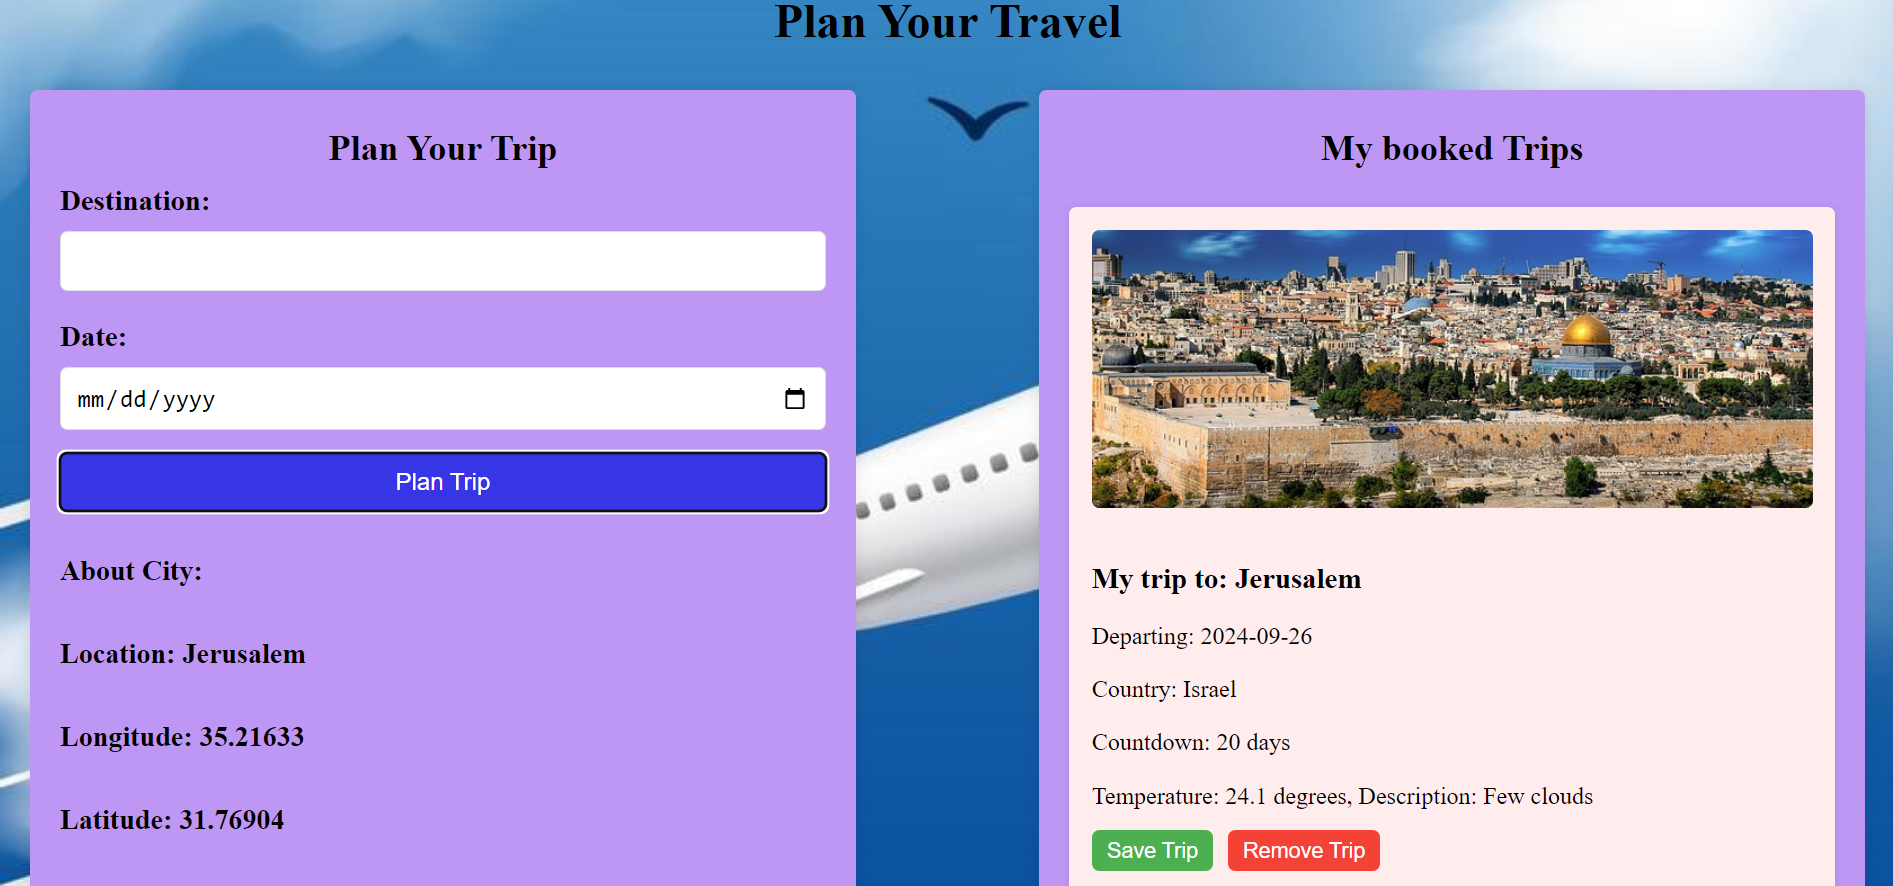 Plan Your Travel
Plan Your Trip
Destination:
Date:
mm/dd/yyyy
Plan Trip
About City:
Location: Jerusalem
Longitude: 35.21633
Latitude: 31.76904
My booked Trips
My trip to: Jerusalem
Departing: 2024-09-26
Country: Israel
Countdown: 20 days
Temperature: 24.1 degrees, Description: Few clouds
Save Trip
Remove Trip